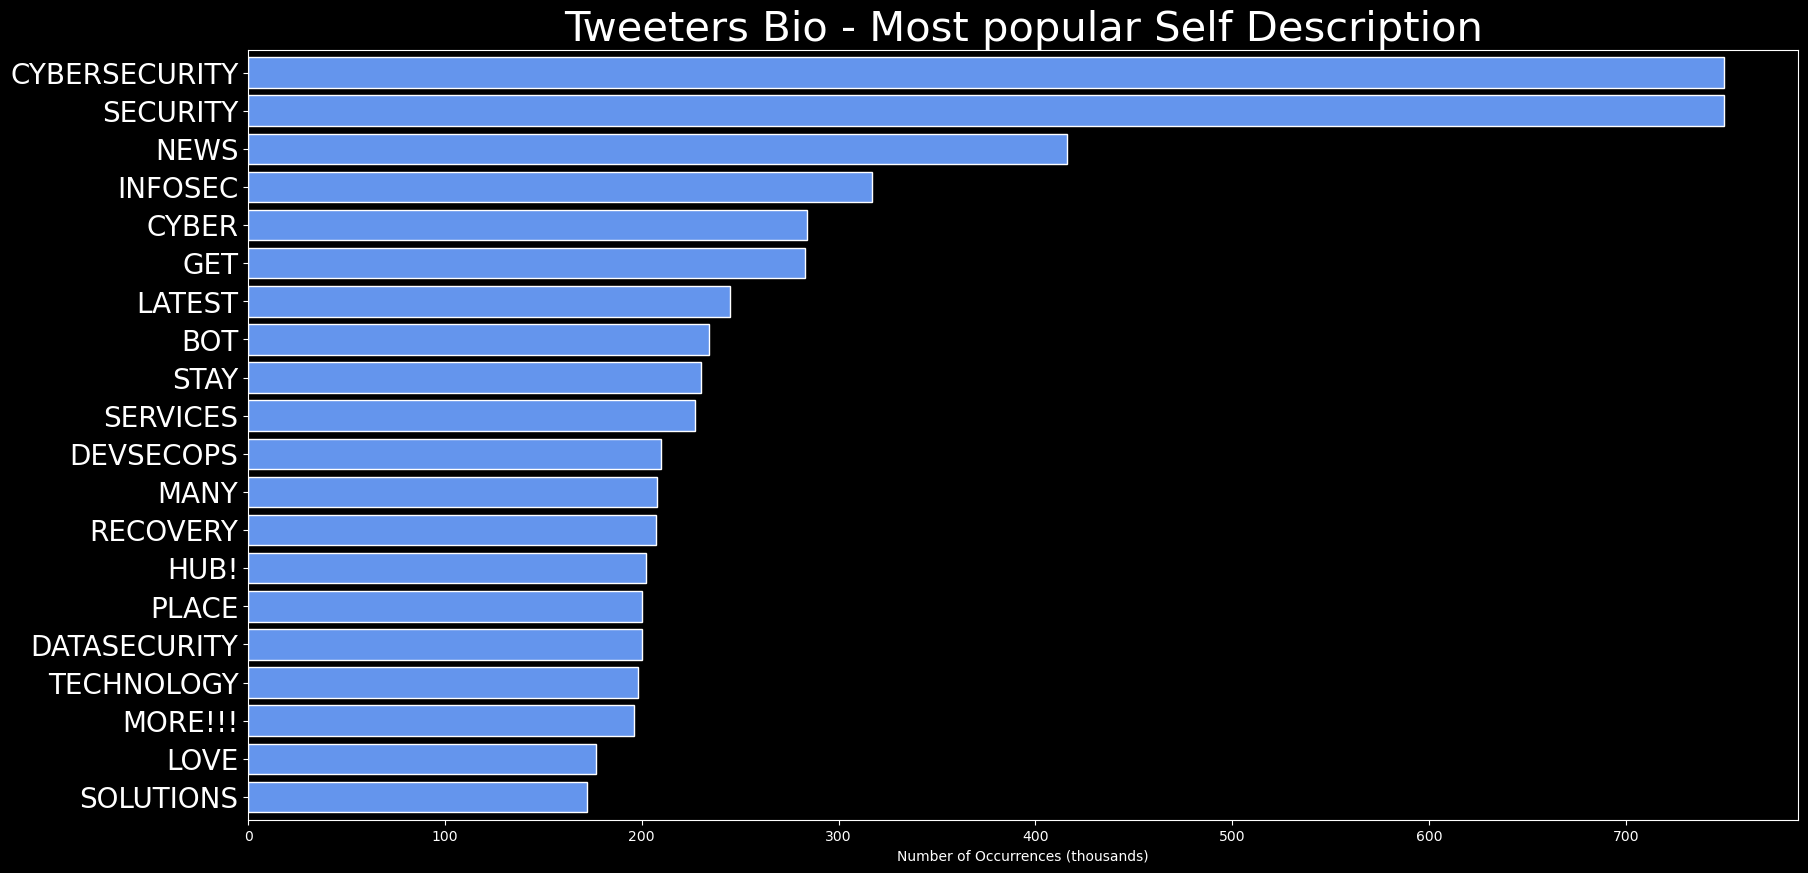 Tweeters Bio - Most popular Self Description
CYBERSECURITY
SECURITY
NEWS
INFOSEC
CYBER
GET
LATEST
BOT
STAY
SERVICES
DEVSECOPS
MANY
RECOVERY
HUB!
PLACE
DATASECURITY
TECHNOLOGY
MORE!!!
LOVE
SOLUTIONS
0 100 200 300 400 500 600 700
Number of Occurrences (thousands)